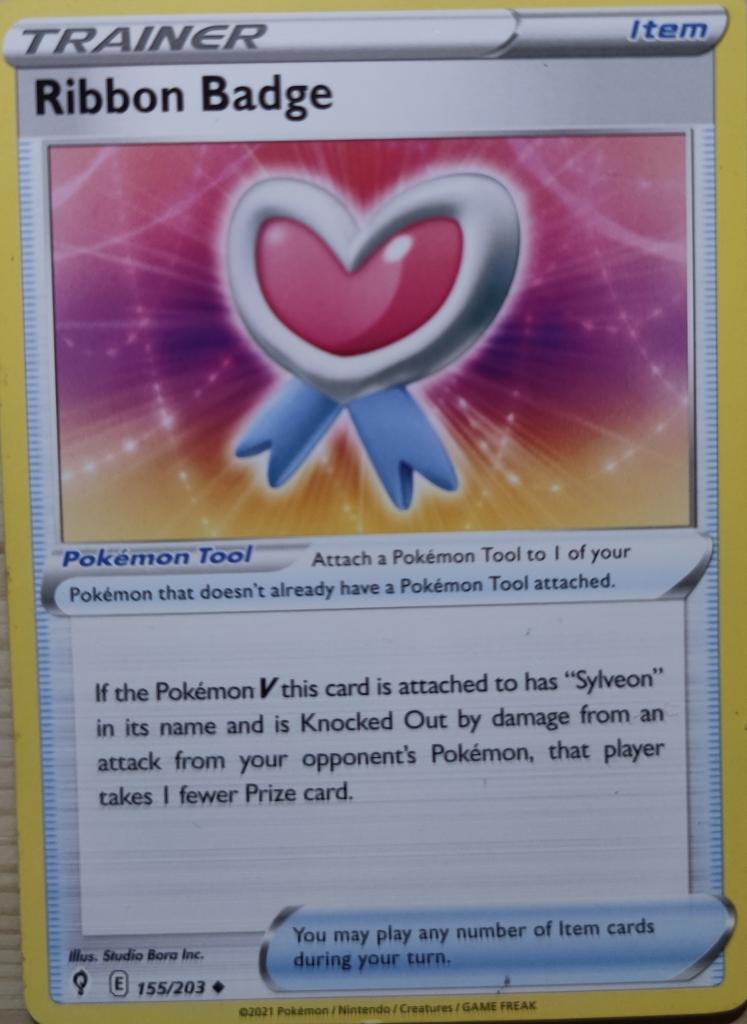 TRAINER Item
Ribbon Badge
Pokémon Tool Attach a Pokémon Tool to 1 of your
Pokémon that doesn't already have a Pokémon Tool attached.
If the Pokémon V this card is attached to has “Sylveon”
in its name and is Knocked Out by damage from an
attack from your opponent's Pokémon, that player
takes 1 fewer Prize card.
You may play any number of Item cards
during your turn.
Illus. Studio Bora Inc.
E 155/203
©2021 Pokémon / Nintendo / Creatures / GAME FREAK